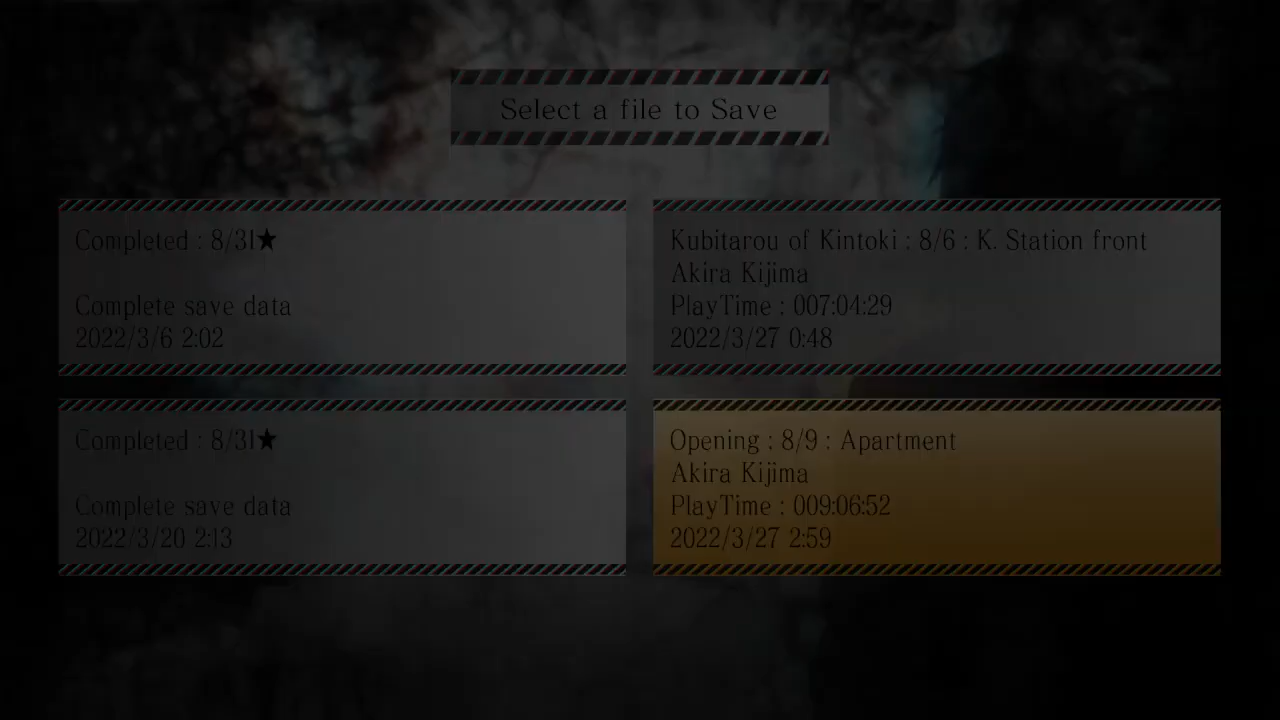 Select a file to Save
Completed : 8/31★
Complete save data
2022/3/6 2:02
Kubitarou of Kintoki : 8/6 : K. Station front
Akira Kijima
PlayTime : 007:04:29
2022/3/27 0:48
Completed : 8/31★
Complete save data
2022/3/20 2:13
Opening : 8/9 : Apartment
Akira Kijima
PlayTime : 009:06:52
2022/3/27 2:59